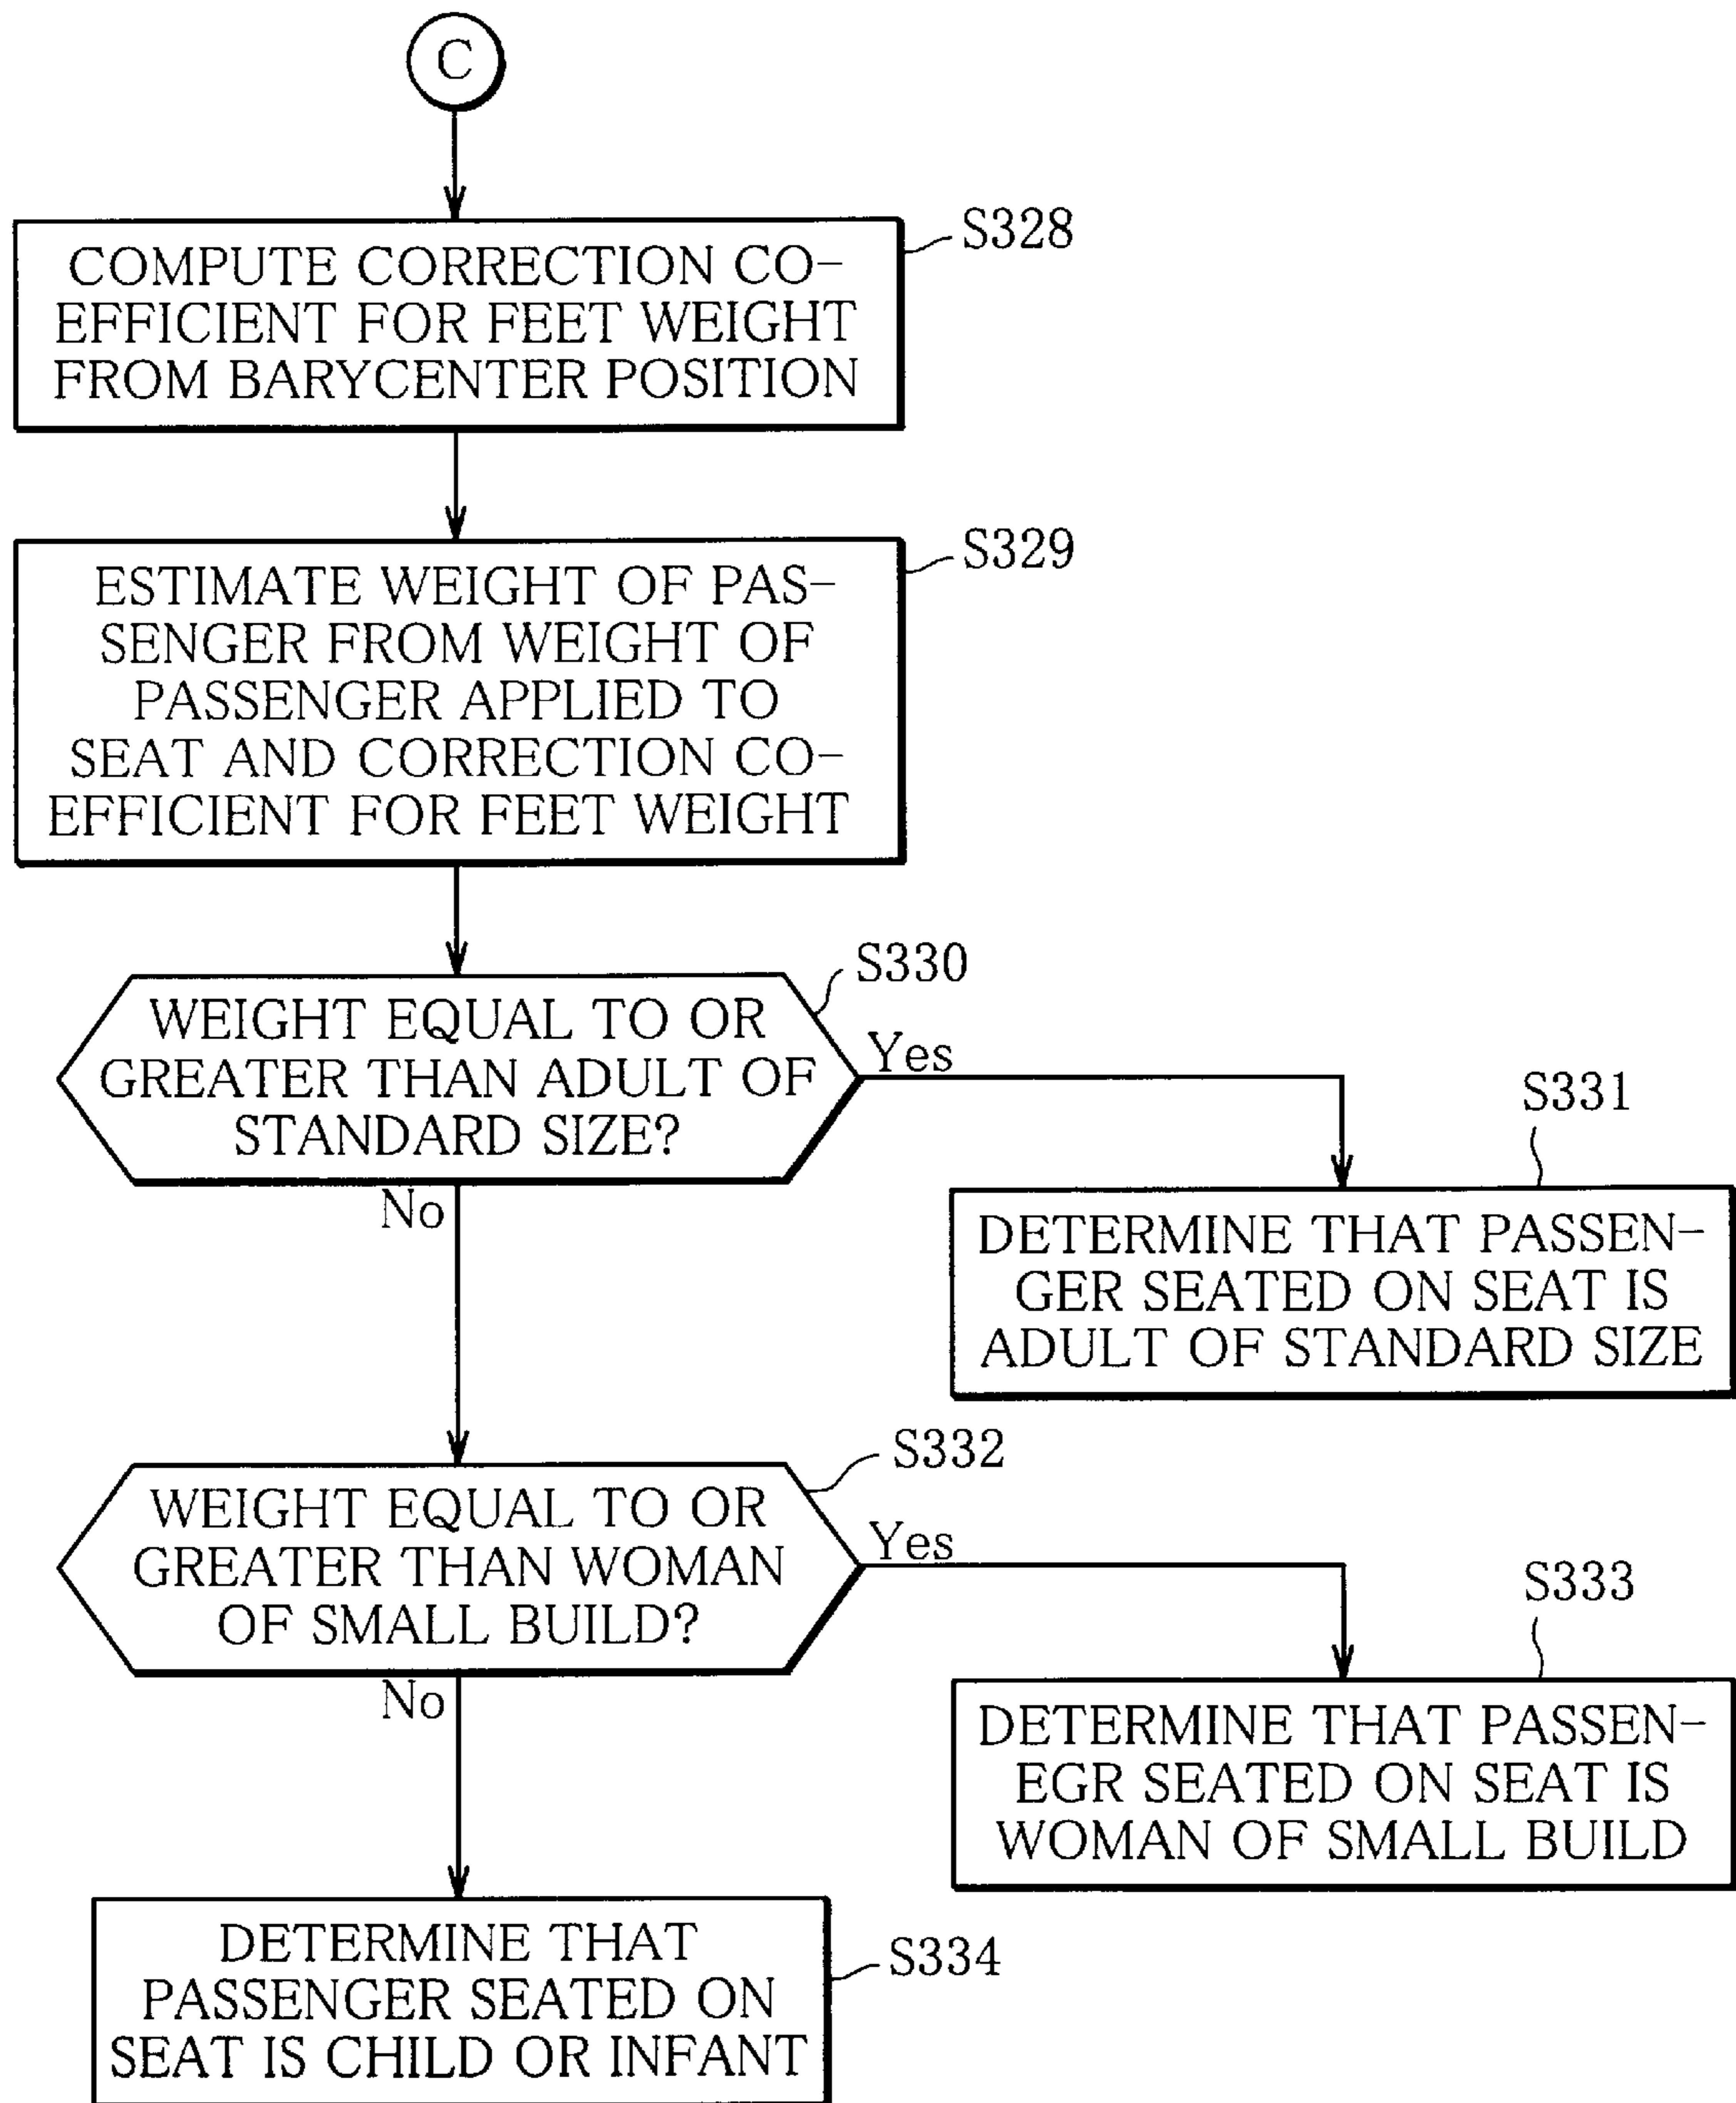 C
S328
COMPUTE CORRECTION CO-
EFFICIENT FOR FEET WEIGHT
FROM BARYCENTER POSITION
S329
ESTIMATE WEIGHT OF PAS-
SENGER FROM WEIGHT OF
PASSENGER APPLIED TO
SEAT AND CORRECTION CO-
EFFICIENT FOR FEET WEIGHT
S330
WEIGHT EQUAL TO OR
GREATER THAN ADULT OF
STANDARD SIZE?
Yes
No
S331
DETERMINE THAT PASSEN-
GER SEATED ON SEAT IS
ADULT OF STANDARD SIZE
S332
WEIGHT EQUAL TO OR
GREATER THAN WOMAN
OF SMALL BUILD?
Yes
No
S333
DETERMINE THAT PASSEN-
EGR SEATED ON SEAT IS
WOMAN OF SMALL BUILD
S334
DETERMINE THAT
PASSENGER SEATED ON
SEAT IS CHILD OR INFANT